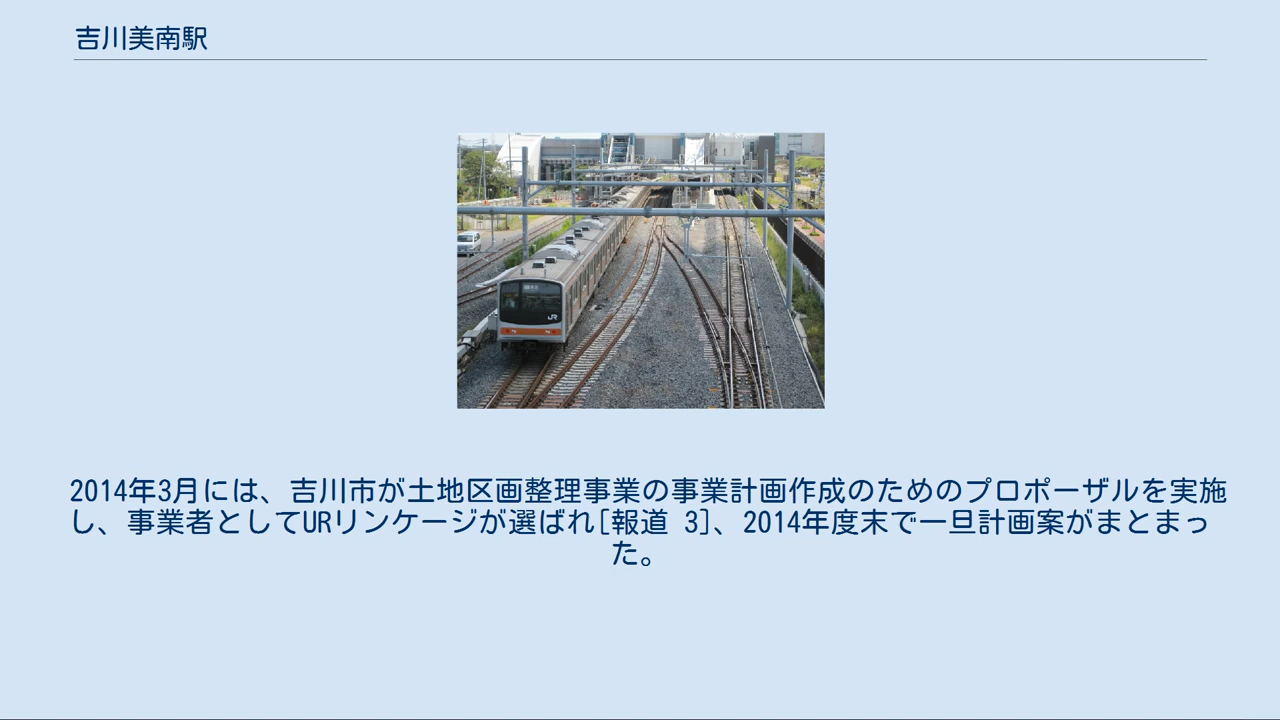 吉川美南駅
JR
2014年3月には、吉川市が土地区画整理事業の事業計画作成のためのプロポーザルを実施
し、事業者としてURリンケージが選ばれ[報道 3]、2014年度末で一旦計画案がまとまっ
た。